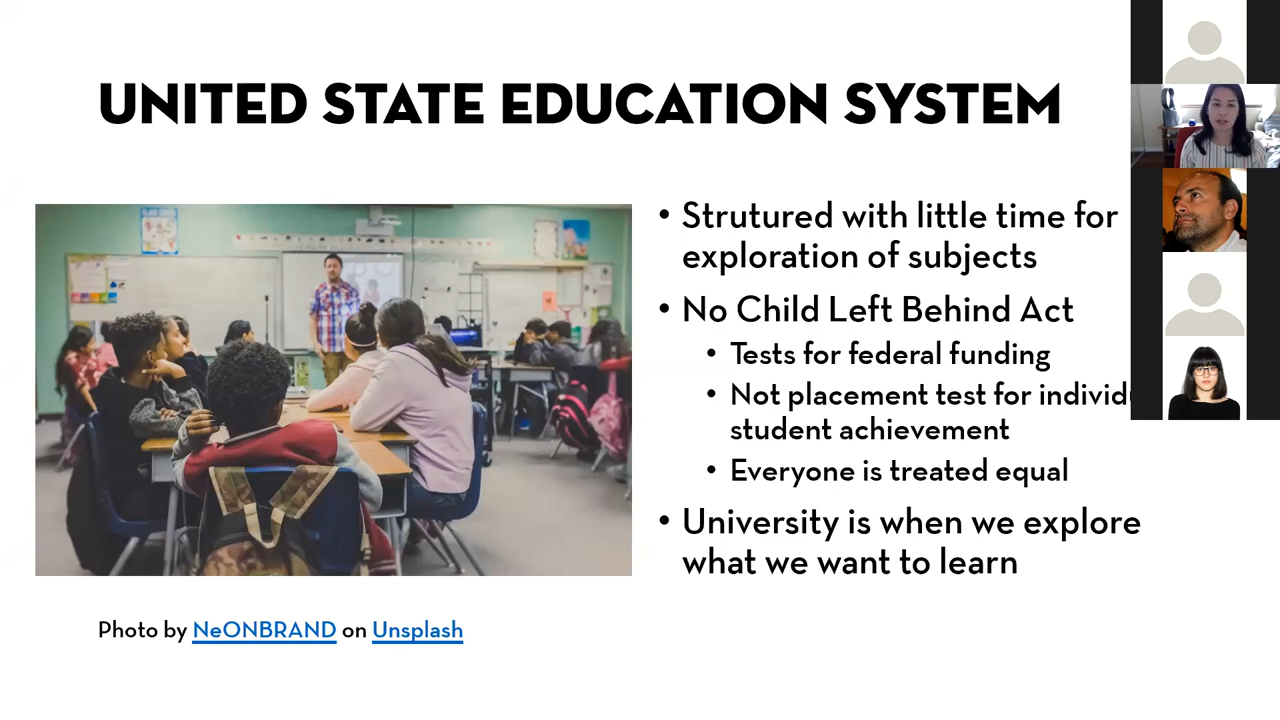 UNITED STATE EDUCATION SYSTEM
• Strutured with little time for
exploration of subjects
• No Child Left Behind Act
• Tests for federal funding
• Not placement test for
student achievement
• Everyone is treated equal
• University is when we explore
what we want to learn
Photo by NeONBRAND on Unsplash